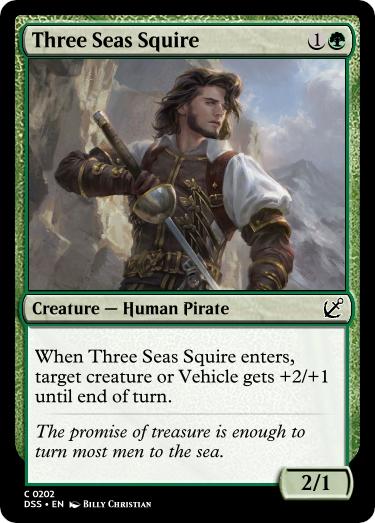 Three Seas Squire 1
Creature — Human Pirate
When Three Seas Squire enters,
target creature or Vehicle gets +2/+1
until end of turn.
The promise of treasure is enough to
turn most men to the sea.
2/1
C 0202
DSS • EN Billy Christian